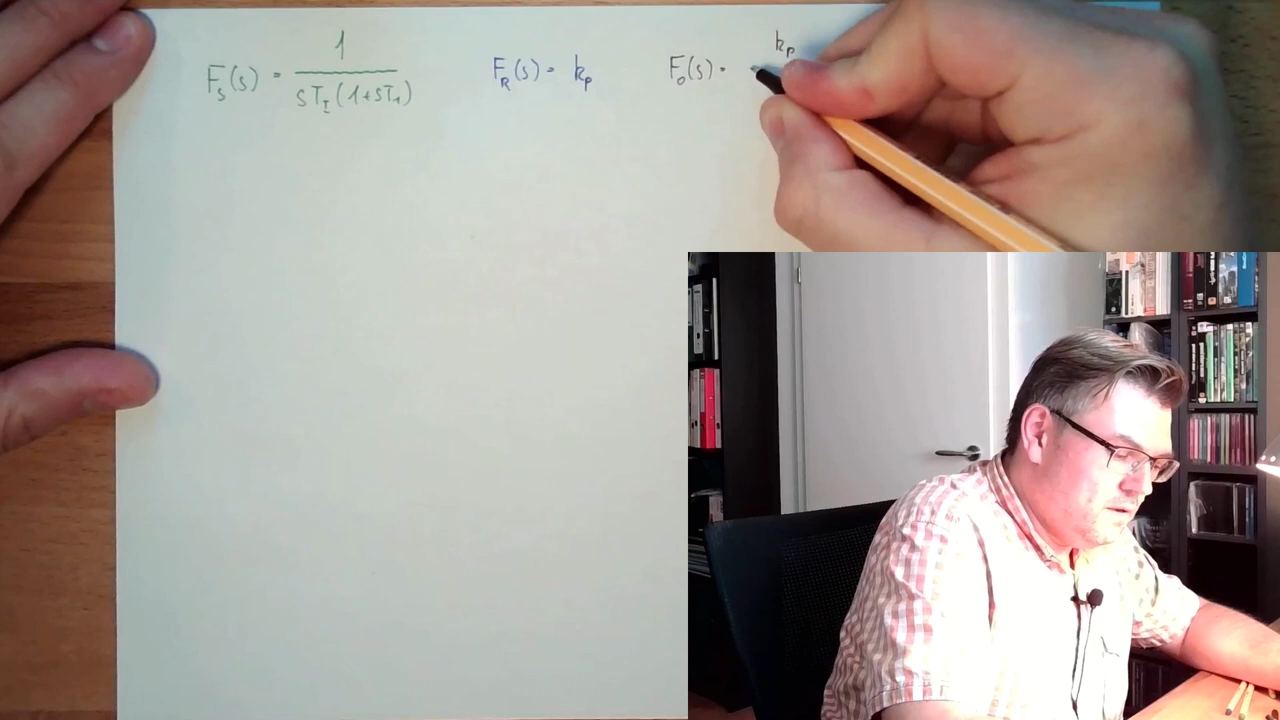 F_S(s) = 1 / (sT_I(1+sT_1))
F_R(s) = k_p
F_0(s) = k_p